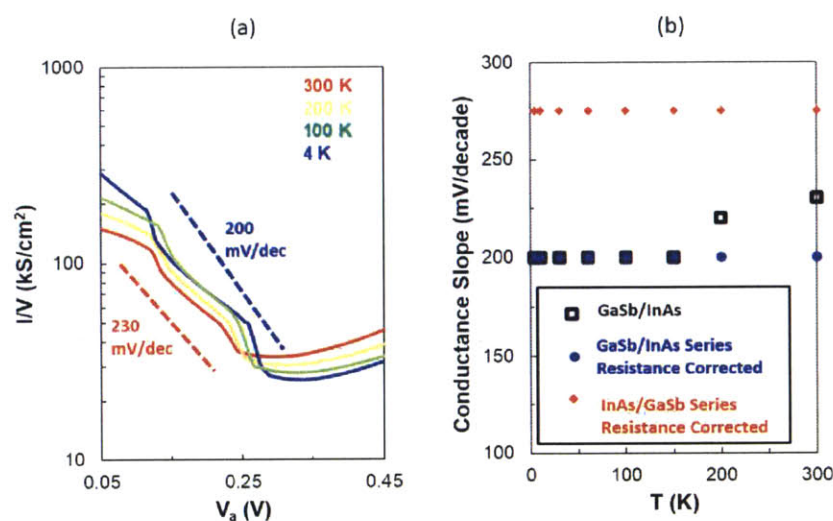 (a)
1000
100
10
I/V (kS/cm²)
300 K
200 K
100 K
4 K
200
mV/dec
230
mV/dec
0.05
0.25
0.45
Vₐ (V)
(b)
300
250
200
150
100
Conductance Slope (mV/decade)
GaSb/InAs
GaSb/InAs Series
Resistance Corrected
InAs/GaSb Series
Resistance Corrected
0
100
200
300
T (K)